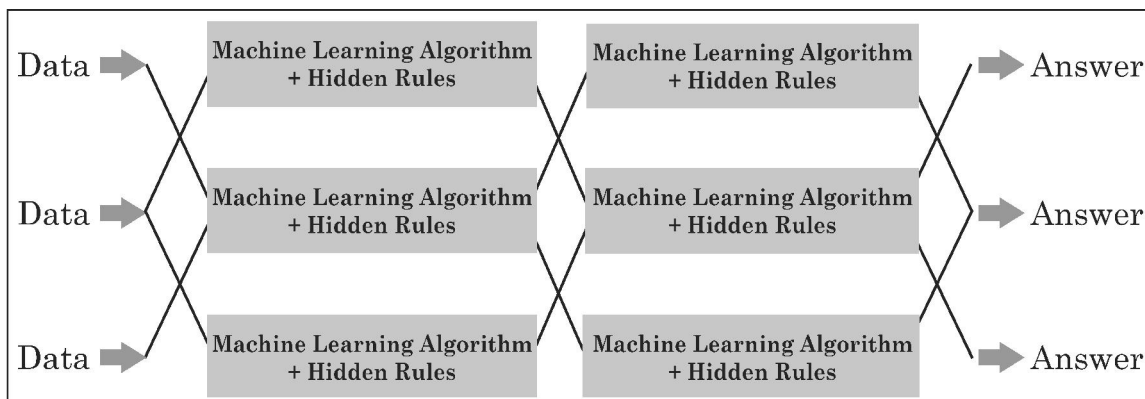 Data
Machine Learning Algorithm
+ Hidden Rules
Machine Learning Algorithm
+ Hidden Rules
Answer
Data
Machine Learning Algorithm
+ Hidden Rules
Machine Learning Algorithm
+ Hidden Rules
Answer
Data
Machine Learning Algorithm
+ Hidden Rules
Machine Learning Algorithm
+ Hidden Rules
Answer